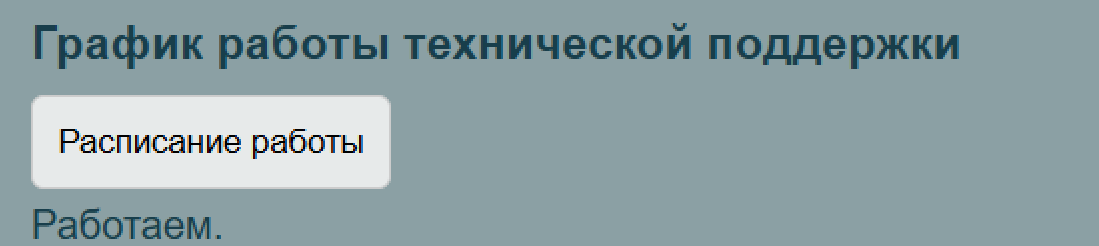 График работы технической поддержки
Расписание работы
Работаем.